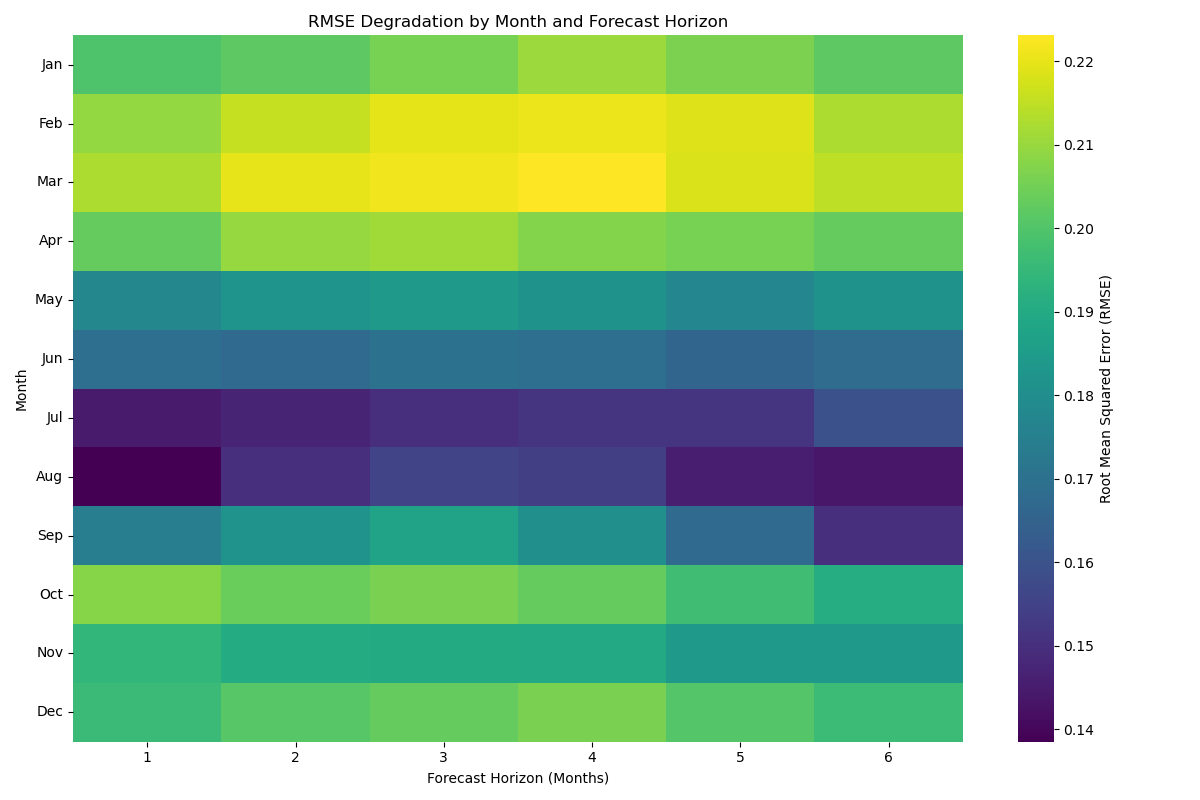 RMSE Degradation by Month and Forecast Horizon
Month
Jan
Feb
Mar
Apr
May
Jun
Jul
Aug
Sep
Oct
Nov
Dec
1 2 3 4 5 6
Forecast Horizon (Months)
0.22
0.21
0.20
0.19
0.18
0.17
0.16
0.15
0.14
Root Mean Squared Error (RMSE)